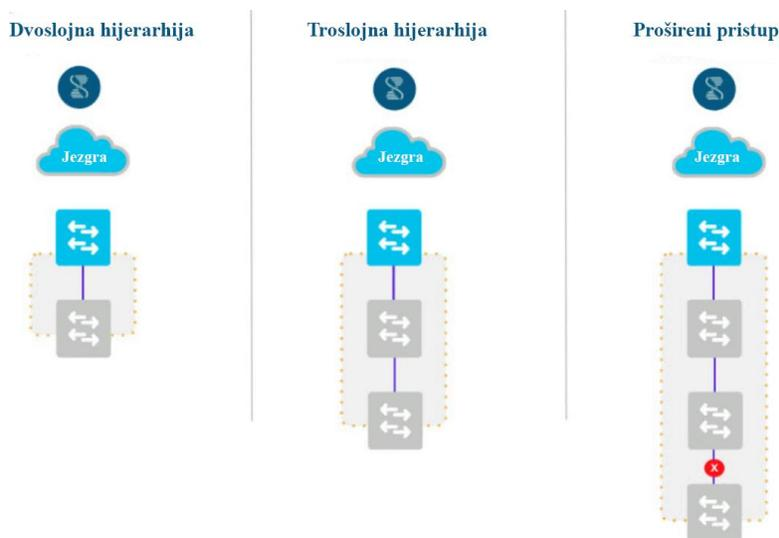 Dvoslojna hijerarhija
Troslojna hijerarhija
Prošireni pristup
Jezgra
Jezgra
Jezgra
X